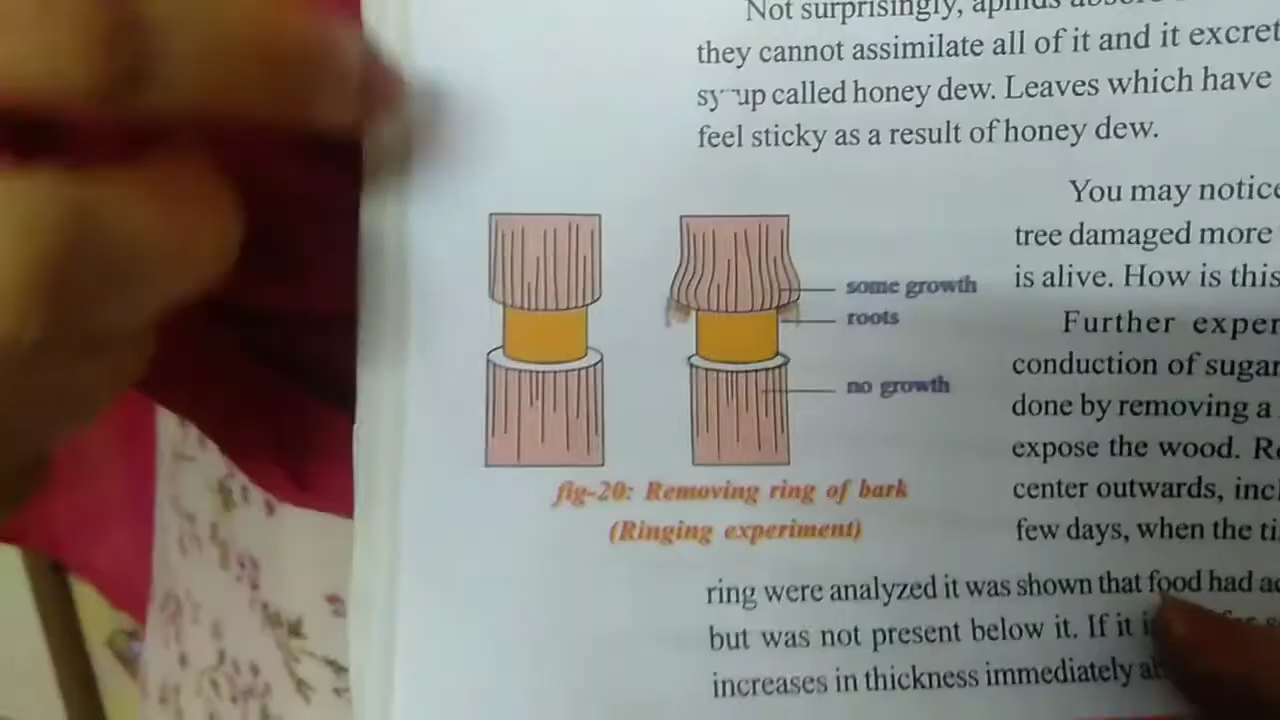 Not surprisingly, aphids
they cannot assimilate all of it and it excret
syrup called honey dew. Leaves which have
feel sticky as a result of honey dew.
You may notice
tree damaged more
is alive. How is this
Further exper
conduction of sugar
done by removing a
expose the wood. Re
center outwards, incl
few days, when the ti
some growth
roots
no growth
fig-20: Removing ring of bark
(Ringing experiment)
ring were analyzed it was shown that food had ac
but was not present below it. If it
increases in thickness immediately